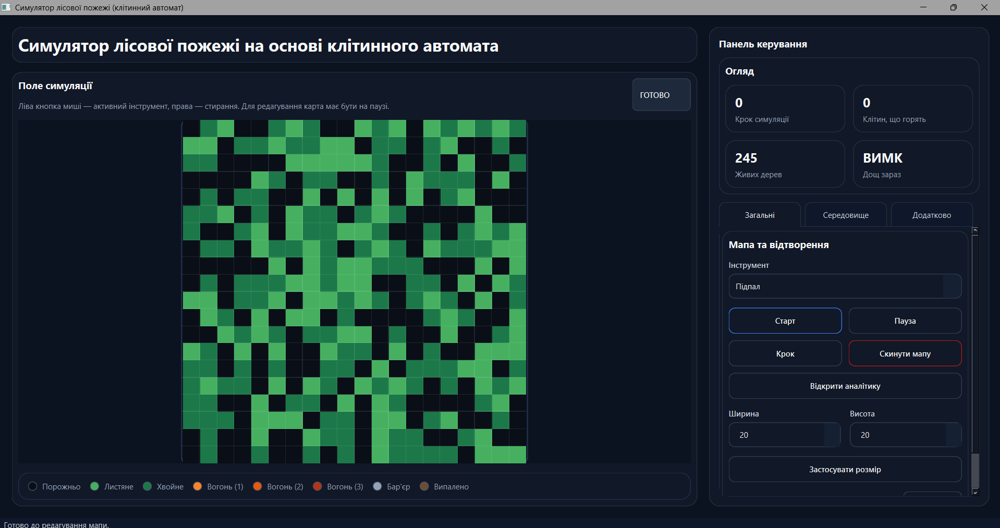 Симулятор лісової пожежі (клітинний автомат)
Симулятор лісової пожежі на основі клітинного автомата
Поле симуляції
Ліва кнопка миші — активний інструмент, права — стирання. Для редагування карта має бути на паузі.
ГОТОВО
Порожньо Листяне Хвойне Вогонь (1) Вогонь (2) Вогонь (3) Бар'єр Випалено
Панель керування
Огляд
0
Крок симуляції
0
Клітин, що горять
245
Живих дерев
ВИМК
Дощ зараз
Загальні Середовище Додатково
Мапа та відтворення
Інструмент
Підпал
Старт Пауза
Крок Скинути мапу
Відкрити аналітику
Ширина Висота
20 20
Застосувати розмір
Готово до редагування мапи.